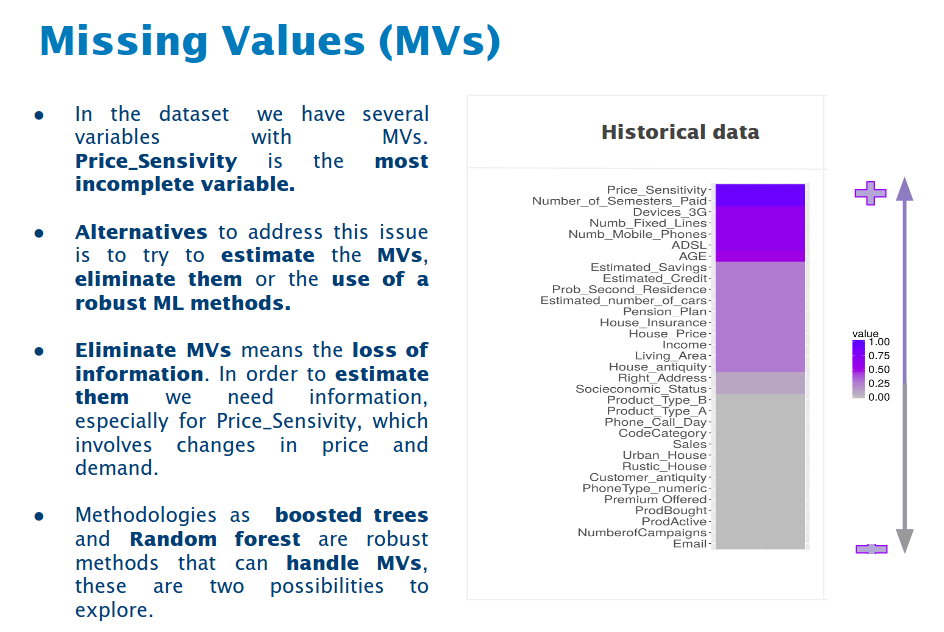 Missing Values (MVs)
In the dataset we have several
variables with MVs.
Price_Sensivity is the most
incomplete variable.
Alternatives to address this issue
is to try to estimate the MVs,
eliminate them or the use of a
robust ML methods.
Eliminate MVs means the loss of
information. In order to estimate
them we need information,
especially for Price_Sensivity, which
involves changes in price and
demand.
Methodologies as boosted trees
and Random forest are robust
methods that can handle MVs,
these are two possibilities to
explore.
Historical data
Price_Sensitivity
Number_of_Semesters_Paid
Devices_3G
Numb_Fixed_Lines
Numb_Mobile_Phones
ADSL
AGE
Estimated_Savings
Estimated_Credit
Prob_Second_Residence
Estimated_number_of_cars
Pension_Plan
House_Insurance
House_Price
Income
Living_Area
House_antiquity
Right_Address
Socieconomic_Status
Product_Type_B
Product_Type_A
Phone_Call_Day
CodeCategory
Sales
Urban_House
Rustic_House
Customer_antiquity
PhoneType_numeric
Premium Offered
ProdBought
ProdActive
NumberofCampaigns
Email
value
1.00
0.75
0.50
0.25
0.00